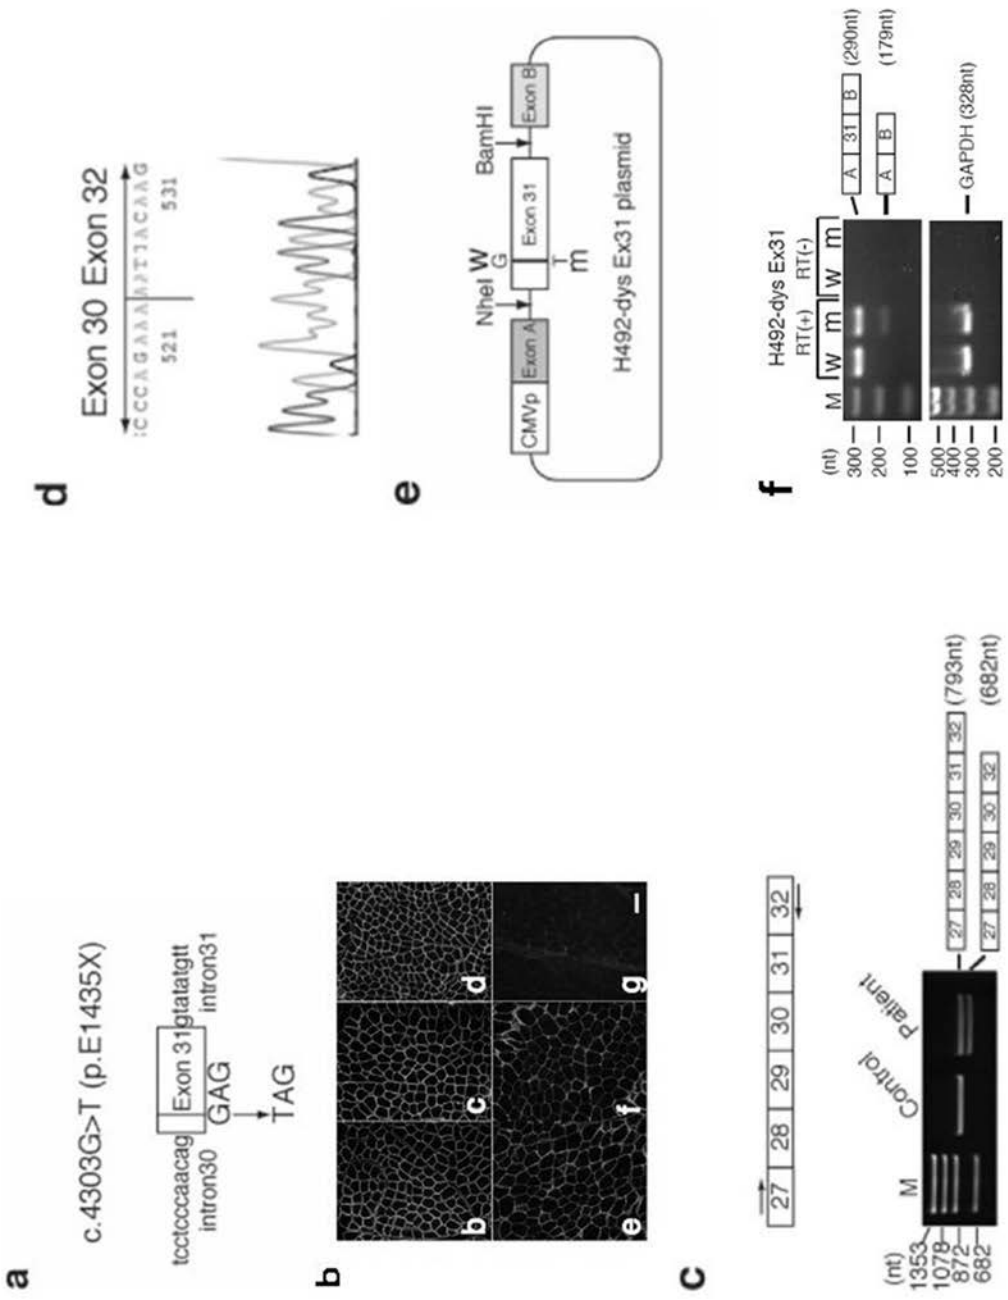 a
c.4303G>T (p.E1435X)
tcctcccaacag Exon 31 gtatatgtt
intron30 GAG intron31
TAG
b
b c d
e f g
c
27 28 29 30 31 32
(nt) M Control Patient
1353
1078
872
682
27 28 29 30 31 32 (793nt)
27 28 29 30 32 (682nt)
d
Exon 30 Exon 32
CCCAGAAAATTACAAG
521 531
e
NheI W BamHI
G
CMVp Exon A Exon 31 Exon B
T
m
H492-dys Ex31 plasmid
f
H492-dys Ex31
RT(+) RT(-)
(nt) M W m W m
300
200
100
A 31 B (290nt)
A B (179nt)
500
400
300
200
GAPDH (328nt)